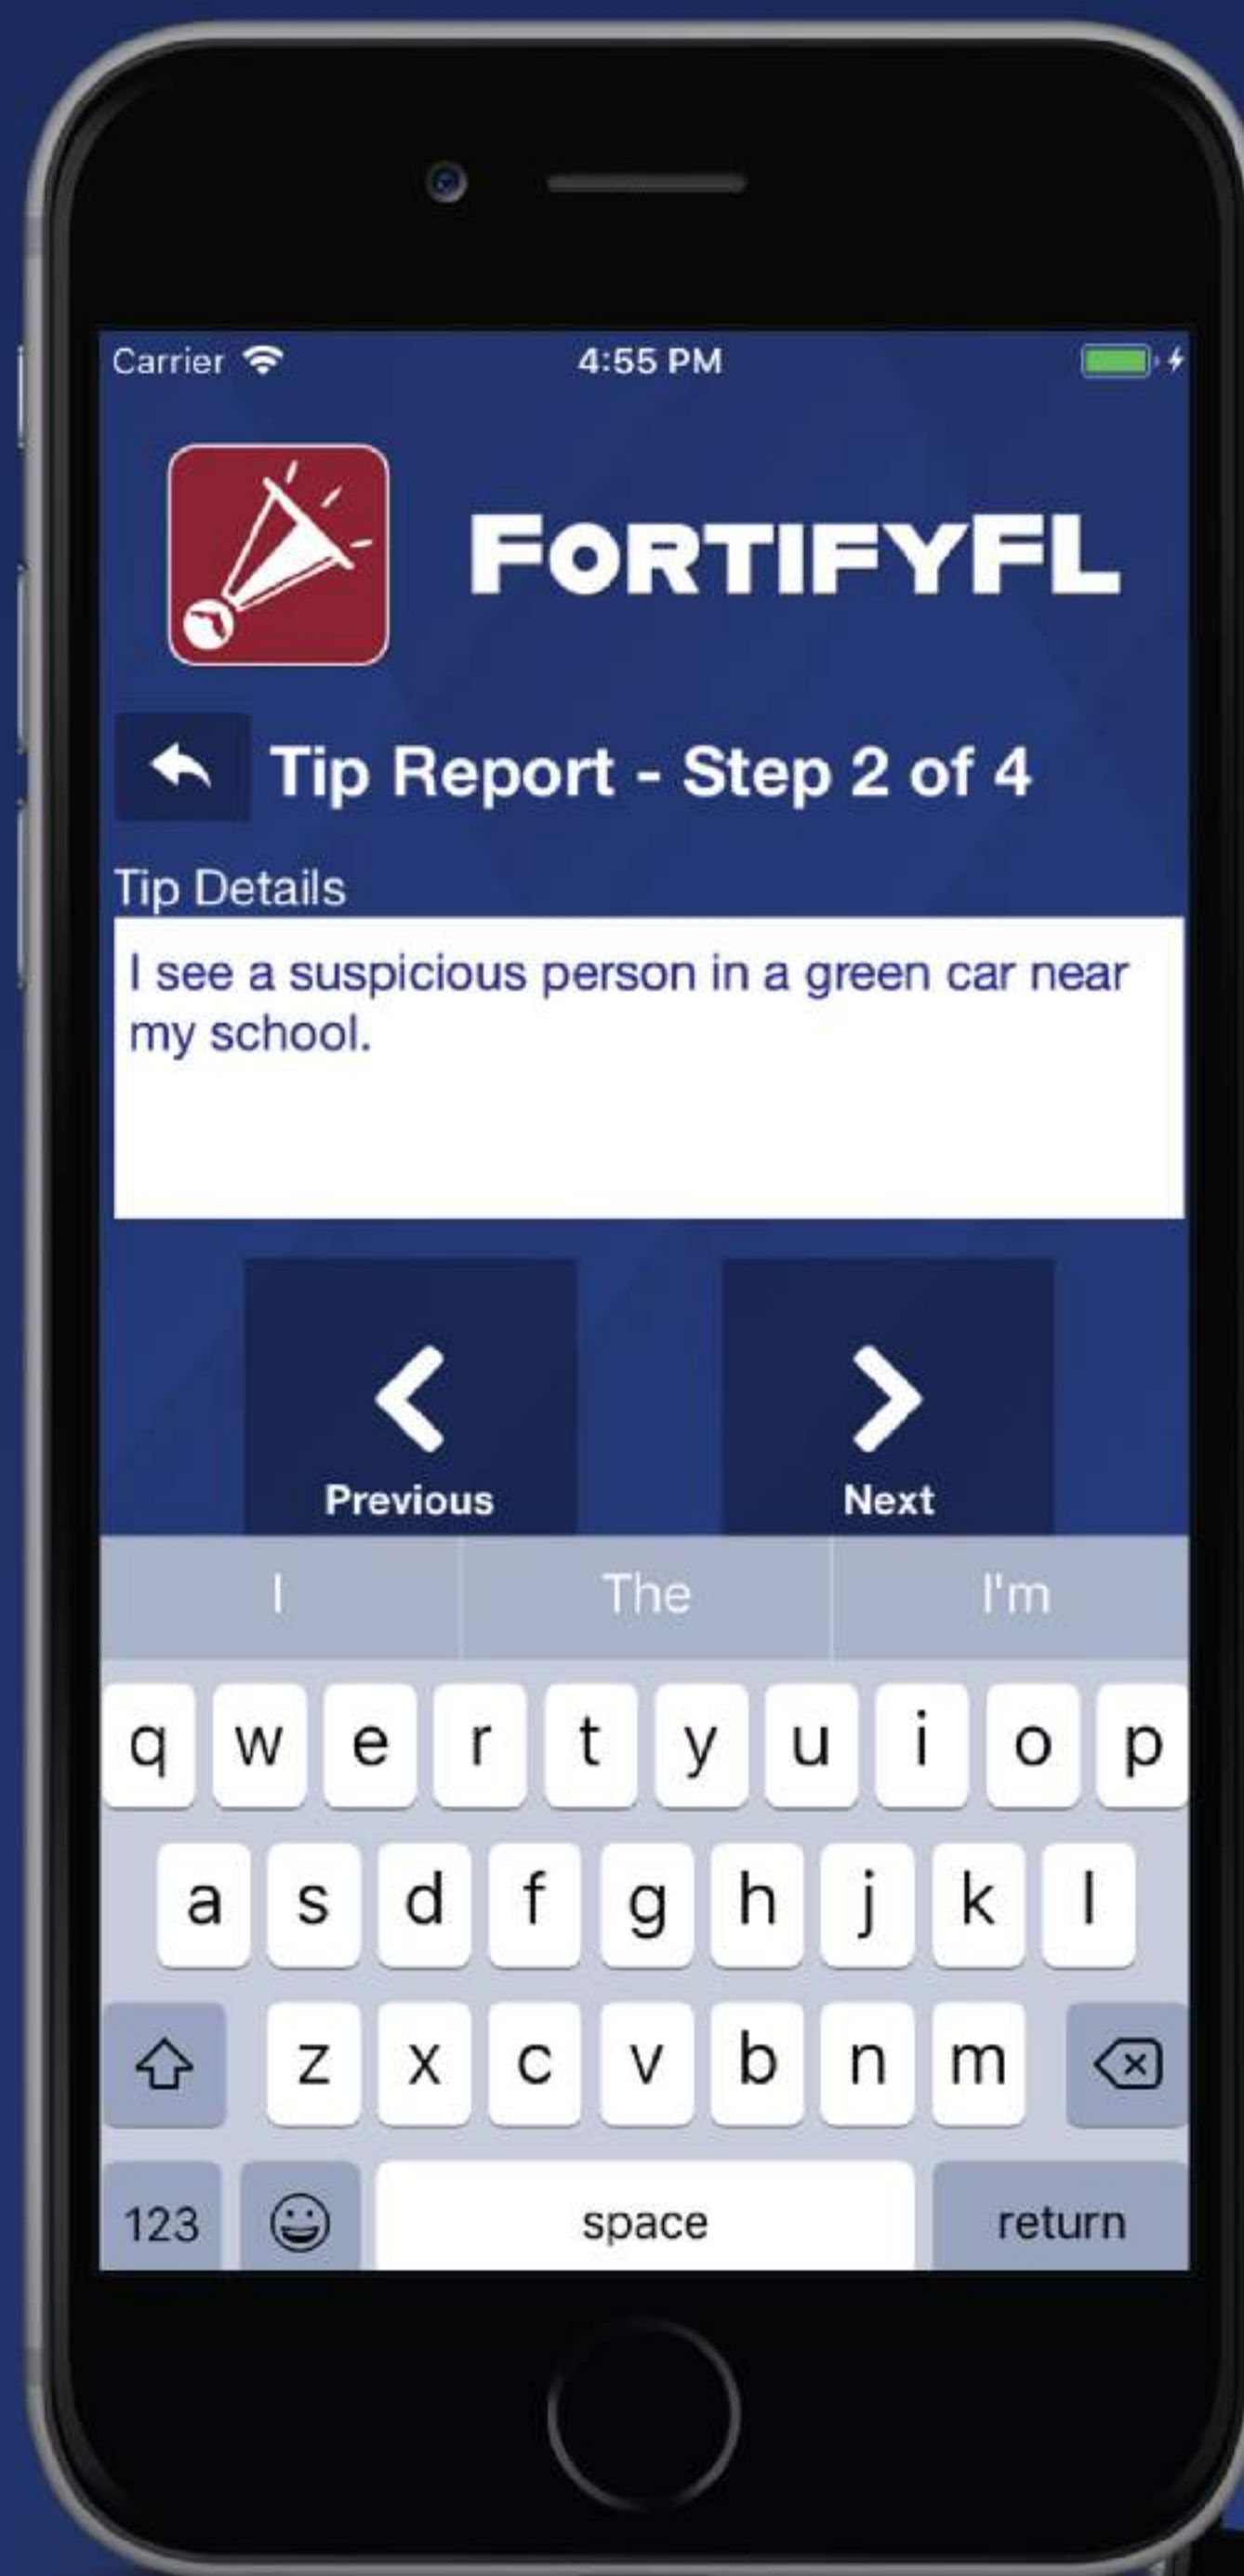 Carrier 4:55 PM
FORTIFYFL
Tip Report - Step 2 of 4
Tip Details
I see a suspicious person in a green car near
my school.
Previous Next
I The I'm
q w e r t y u i o p
a s d f g h j k l
z x c v b n m
123 space return